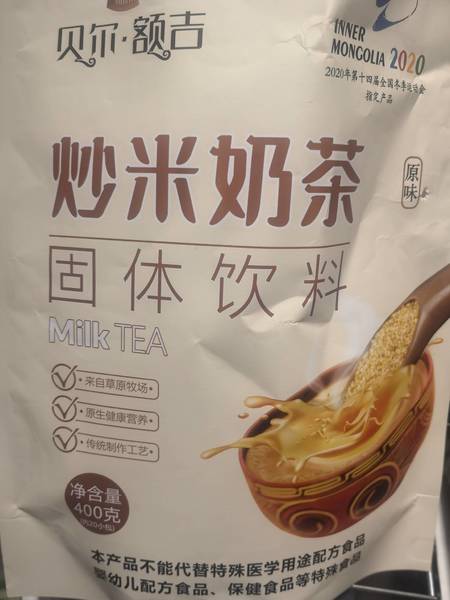 贝尔·额吉
INNER
MONGOLIA 2020
2020年第十四届全国冬季运动会
指定产品
炒米奶茶
原味
固体饮料
Milk TEA
·来自草原牧场·
·原生健康营养·
·传统制作工艺·
净含量
400克
(内20小包)
本产品不能代替特殊医学用途配方食品
婴幼儿配方食品、保健食品等特殊食品